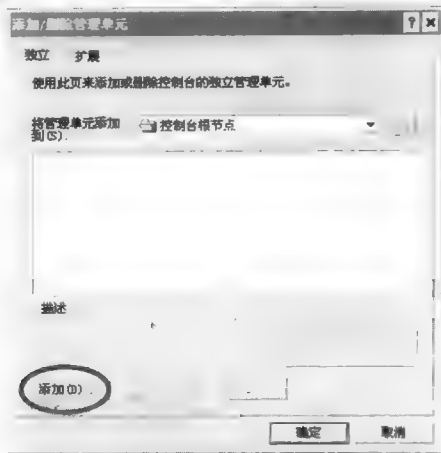 添加/删除管理单元
独立 扩展
使用此页来添加或删除控制台的独立管理单元。
将管理单元添加到(S): 控制台根节点
描述
添加(D)...
确定 取消